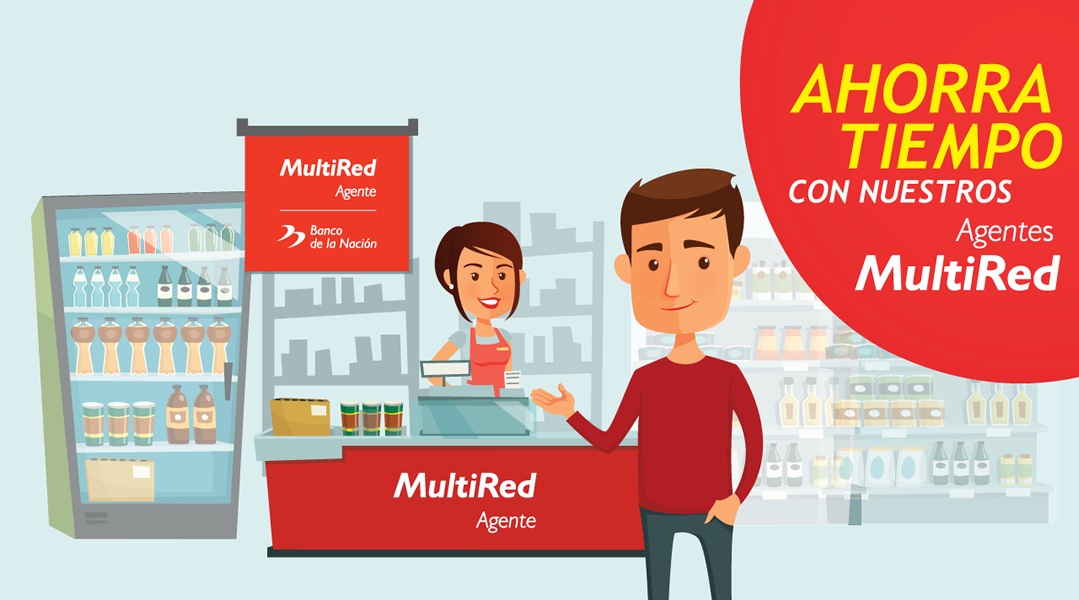 AHORRA
TIEMPO
CON NUESTROS
Agentes
MultiRed
MultiRed
Agente
Banco
de la Nación
MultiRed
Agente